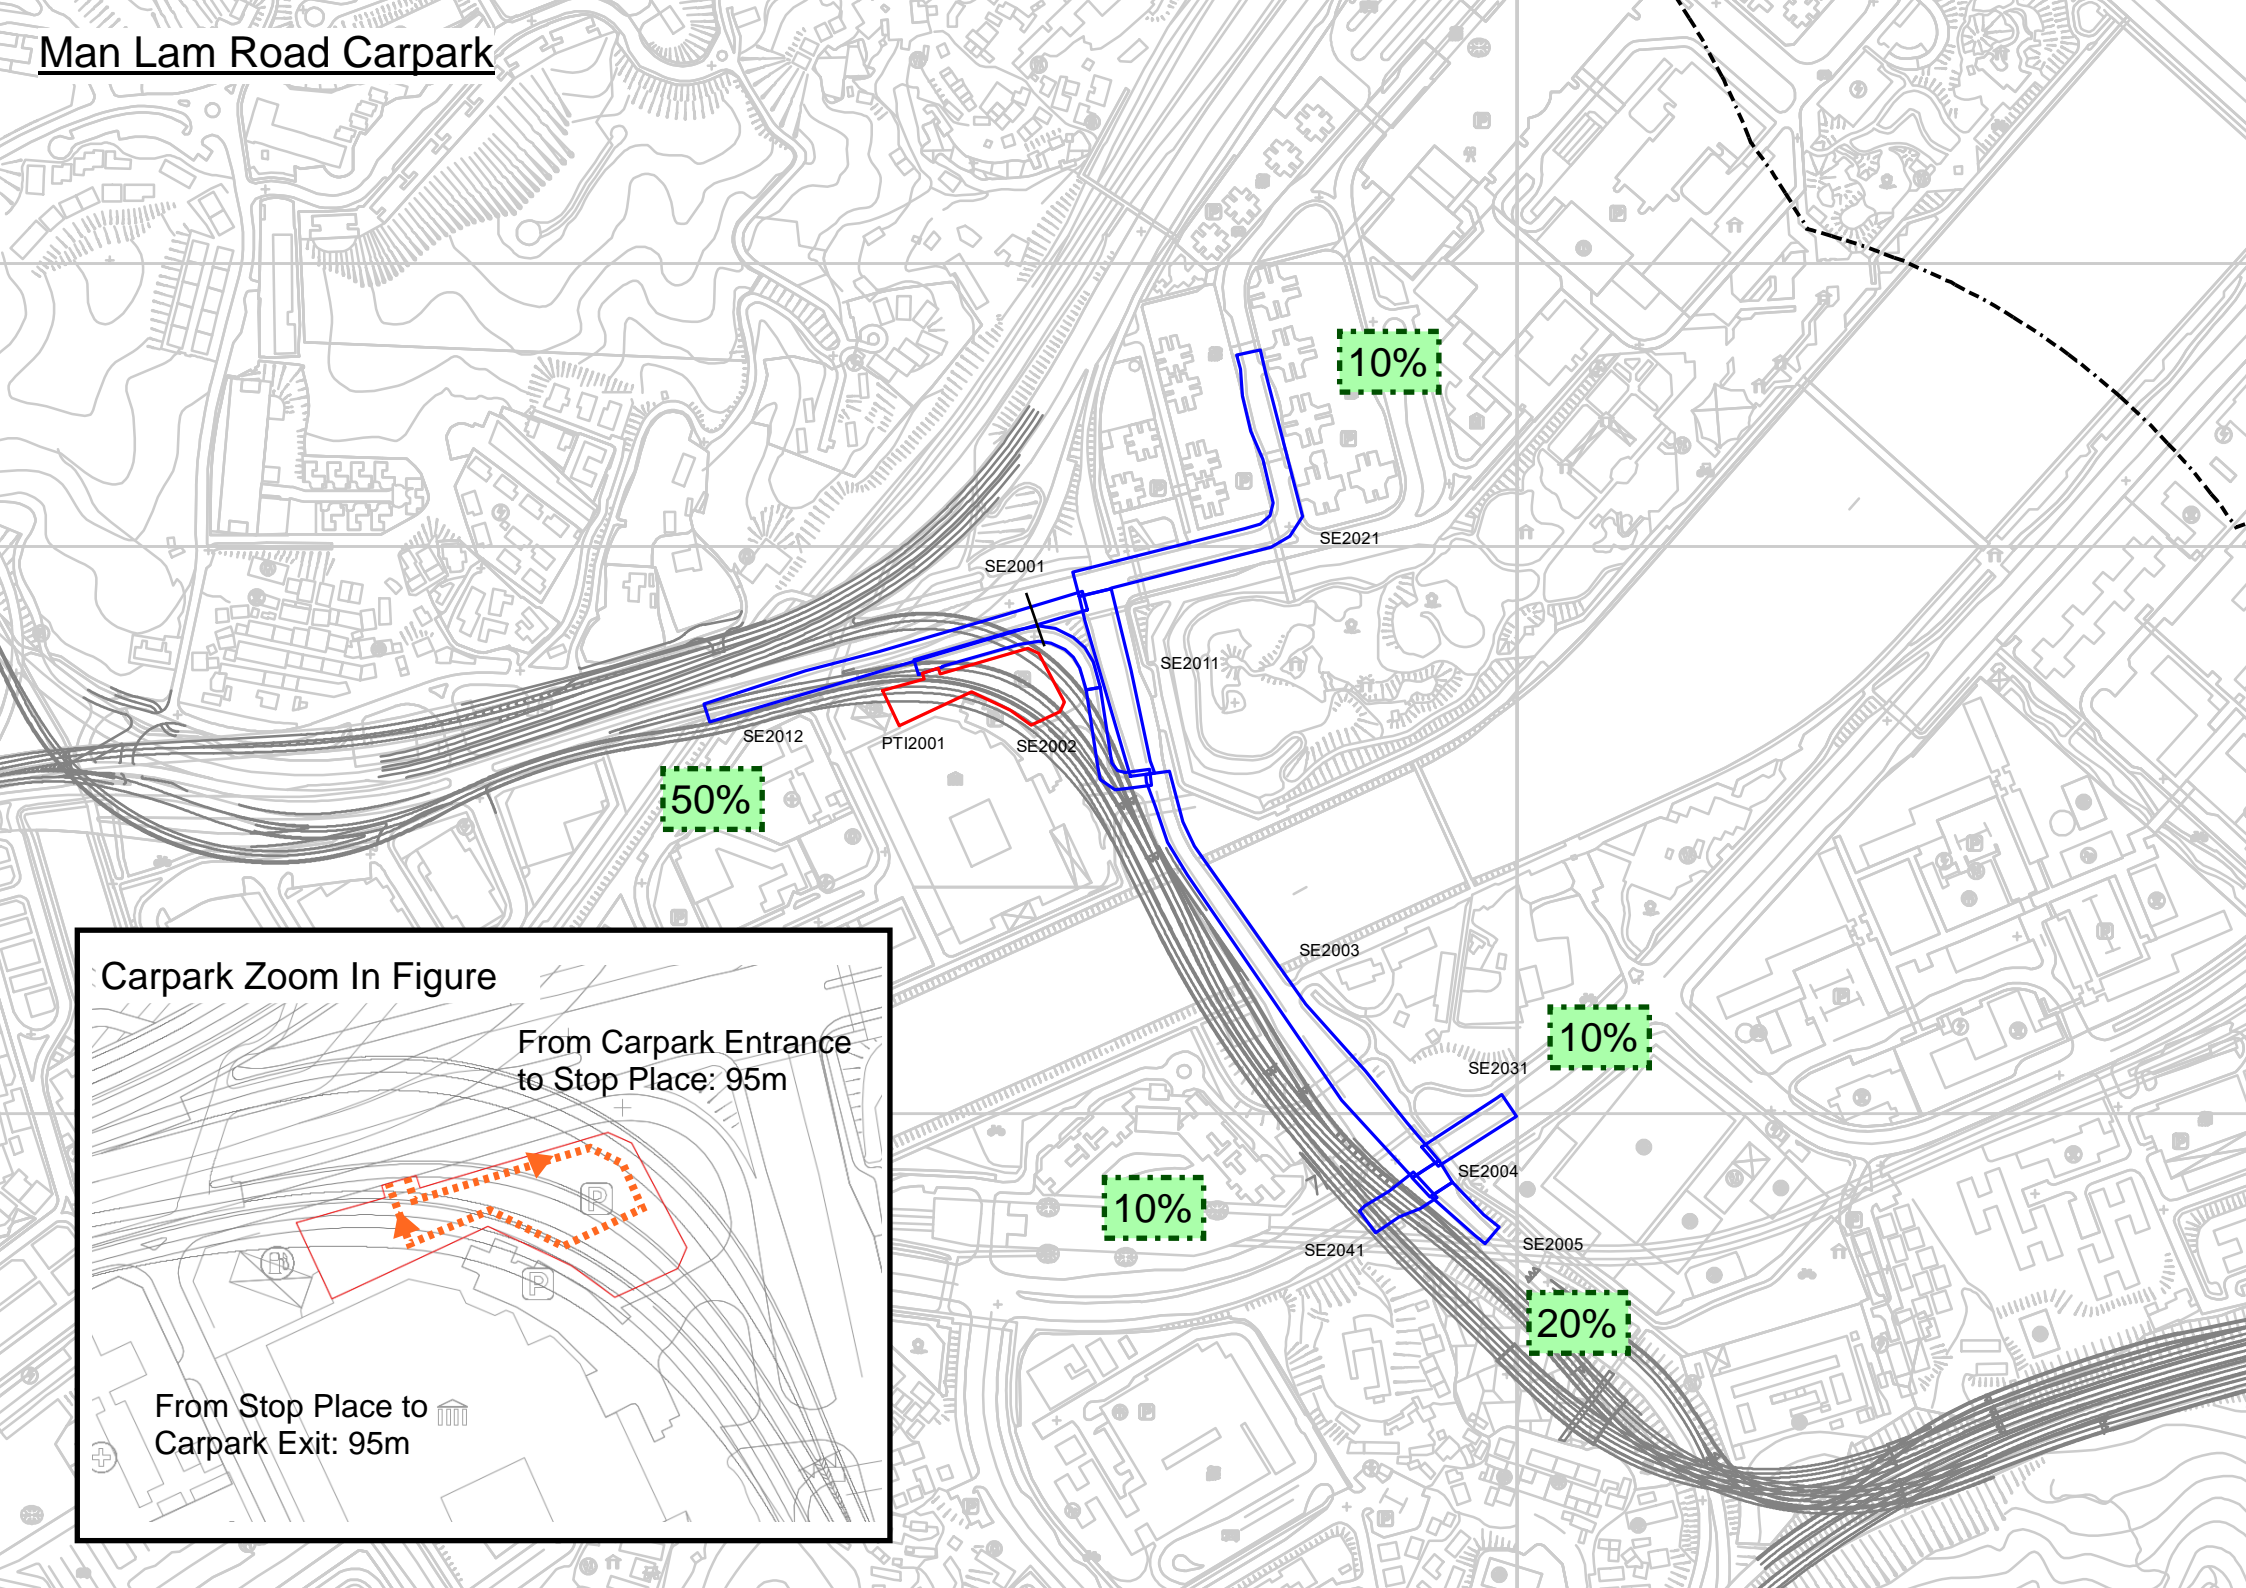 Man Lam Road Carpark
10%
SE2021
SE2001
SE2011
SE2012
PTI2001
SE2002
50%
SE2003
Carpark Zoom In Figure
From Carpark Entrance
to Stop Place: 95m
P
P
From Stop Place to
Carpark Exit: 95m
10%
SE2031
SE2004
10%
SE2041
SE2005
20%